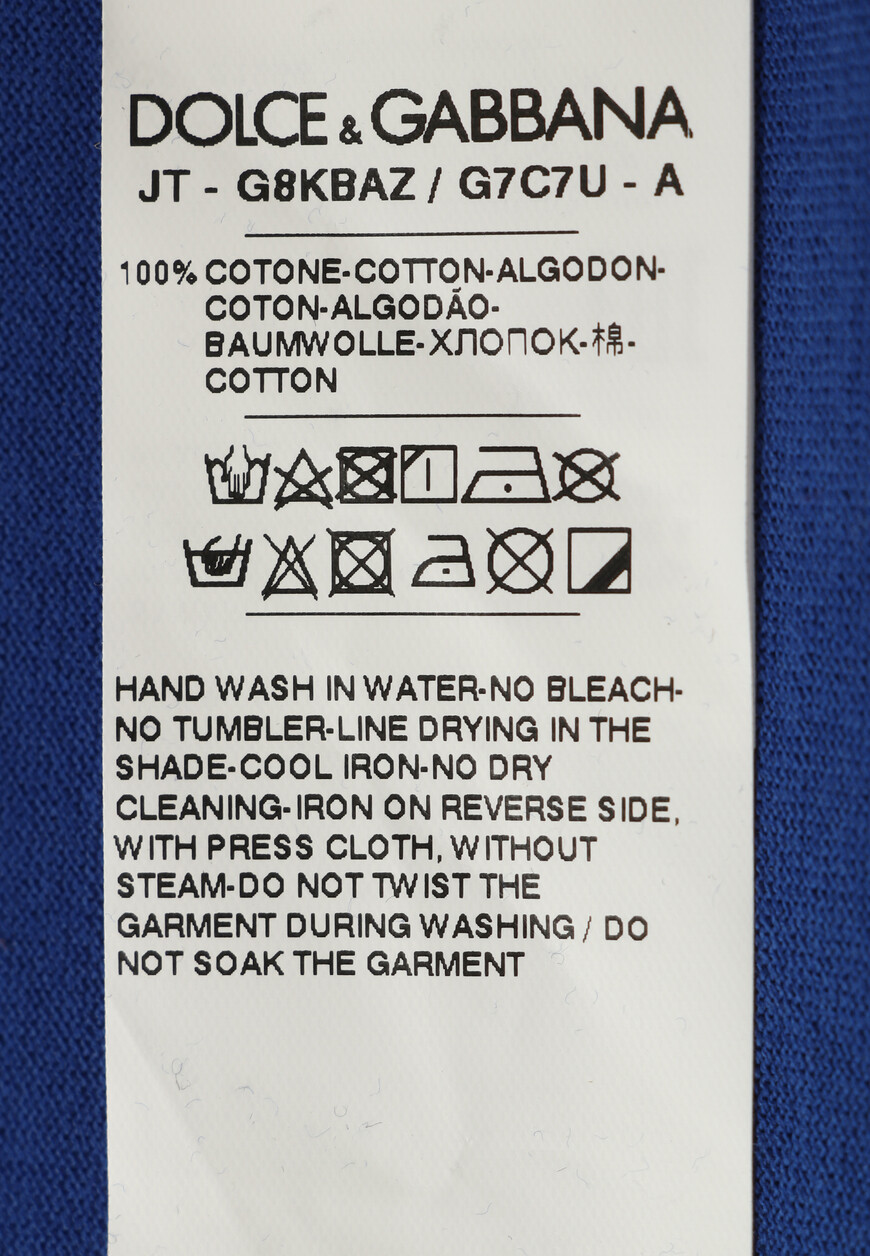 DOLCE & GABBANA
JT - G8KBAZ / G7C7U - A
100% COTONE-COTTON-ALGODON-
COTON-ALGODÃO-
BAUMWOLLE-ХЛОПОК-棉-
COTTON
HAND WASH IN WATER-NO BLEACH-
NO TUMBLER-LINE DRYING IN THE
SHADE-COOL IRON-NO DRY
CLEANING-IRON ON REVERSE SIDE,
WITH PRESS CLOTH, WITHOUT
STEAM-DO NOT TWIST THE
GARMENT DURING WASHING / DO
NOT SOAK THE GARMENT